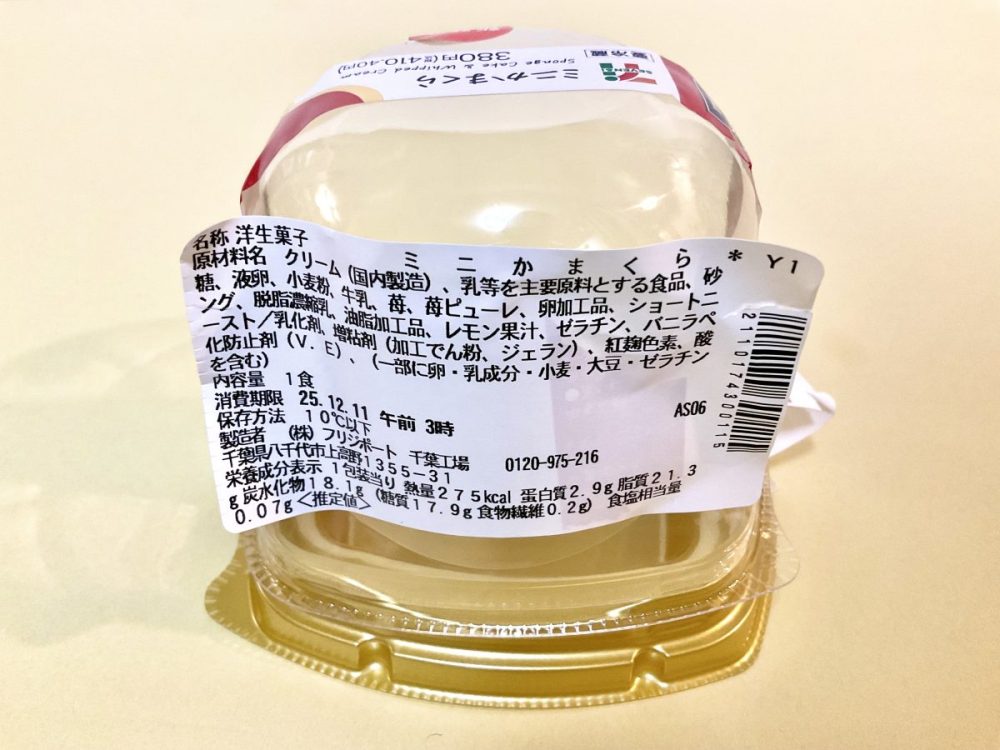 要冷蔵
SEVEN & i
ミニかまくら
Sponge Cake & Whipped Cream
380円(税込410.40円)
名称 洋生菓子
ミニかまくら * Y1
原材料名 クリーム(国内製造)、乳等を主要原料とする食品、砂
糖、液卵、小麦粉、牛乳、苺、苺ピューレ、卵加工品、ショートニ
ング、脱脂濃縮乳、油脂加工品、レモン果汁、ゼラチン、バニラペ
ースト/乳化剤、増粘剤(加工でん粉、ジェラン)、紅麹色素、酸
化防止剤(V.E)、(一部に卵・乳成分・小麦・大豆・ゼラチン
を含む)
内容量 1食
消費期限 25.12.11 午前 3時
AS06
保存方法 10℃以下
製造者 (株)フリジポート 千葉工場 0120-975-216
千葉県八千代市上高野1355-31
栄養成分表示 1包装当り 熱量275kcal 蛋白質2.9g 脂質21.3
g 炭水化物18.1g (糖質17.9g 食物繊維0.2g) 食塩相当量
0.07g <推定値>
2110174300115